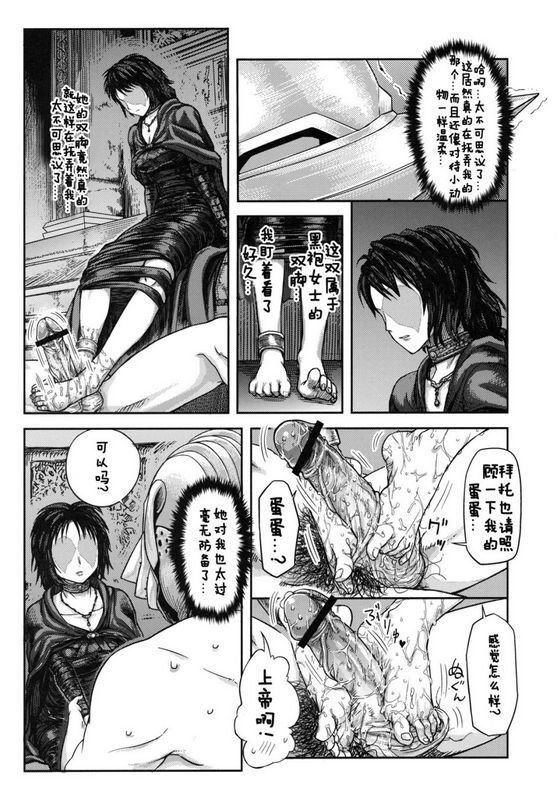 哈啊…太不可思议了…
这居然真的在抚弄我的
那个…而且还像对待小动
物一样温柔…
她的双脚竟然真的
就这样在抚弄着我…
太不可思议了…
这双属于
黑袍女士的
双脚…
我盯着看了
好久…
拜托也请照
顾一下我的
蛋蛋…
蛋蛋…?
感觉怎么样?
她对我也太过
毫无防备了…
可以吗?
上帝啊!